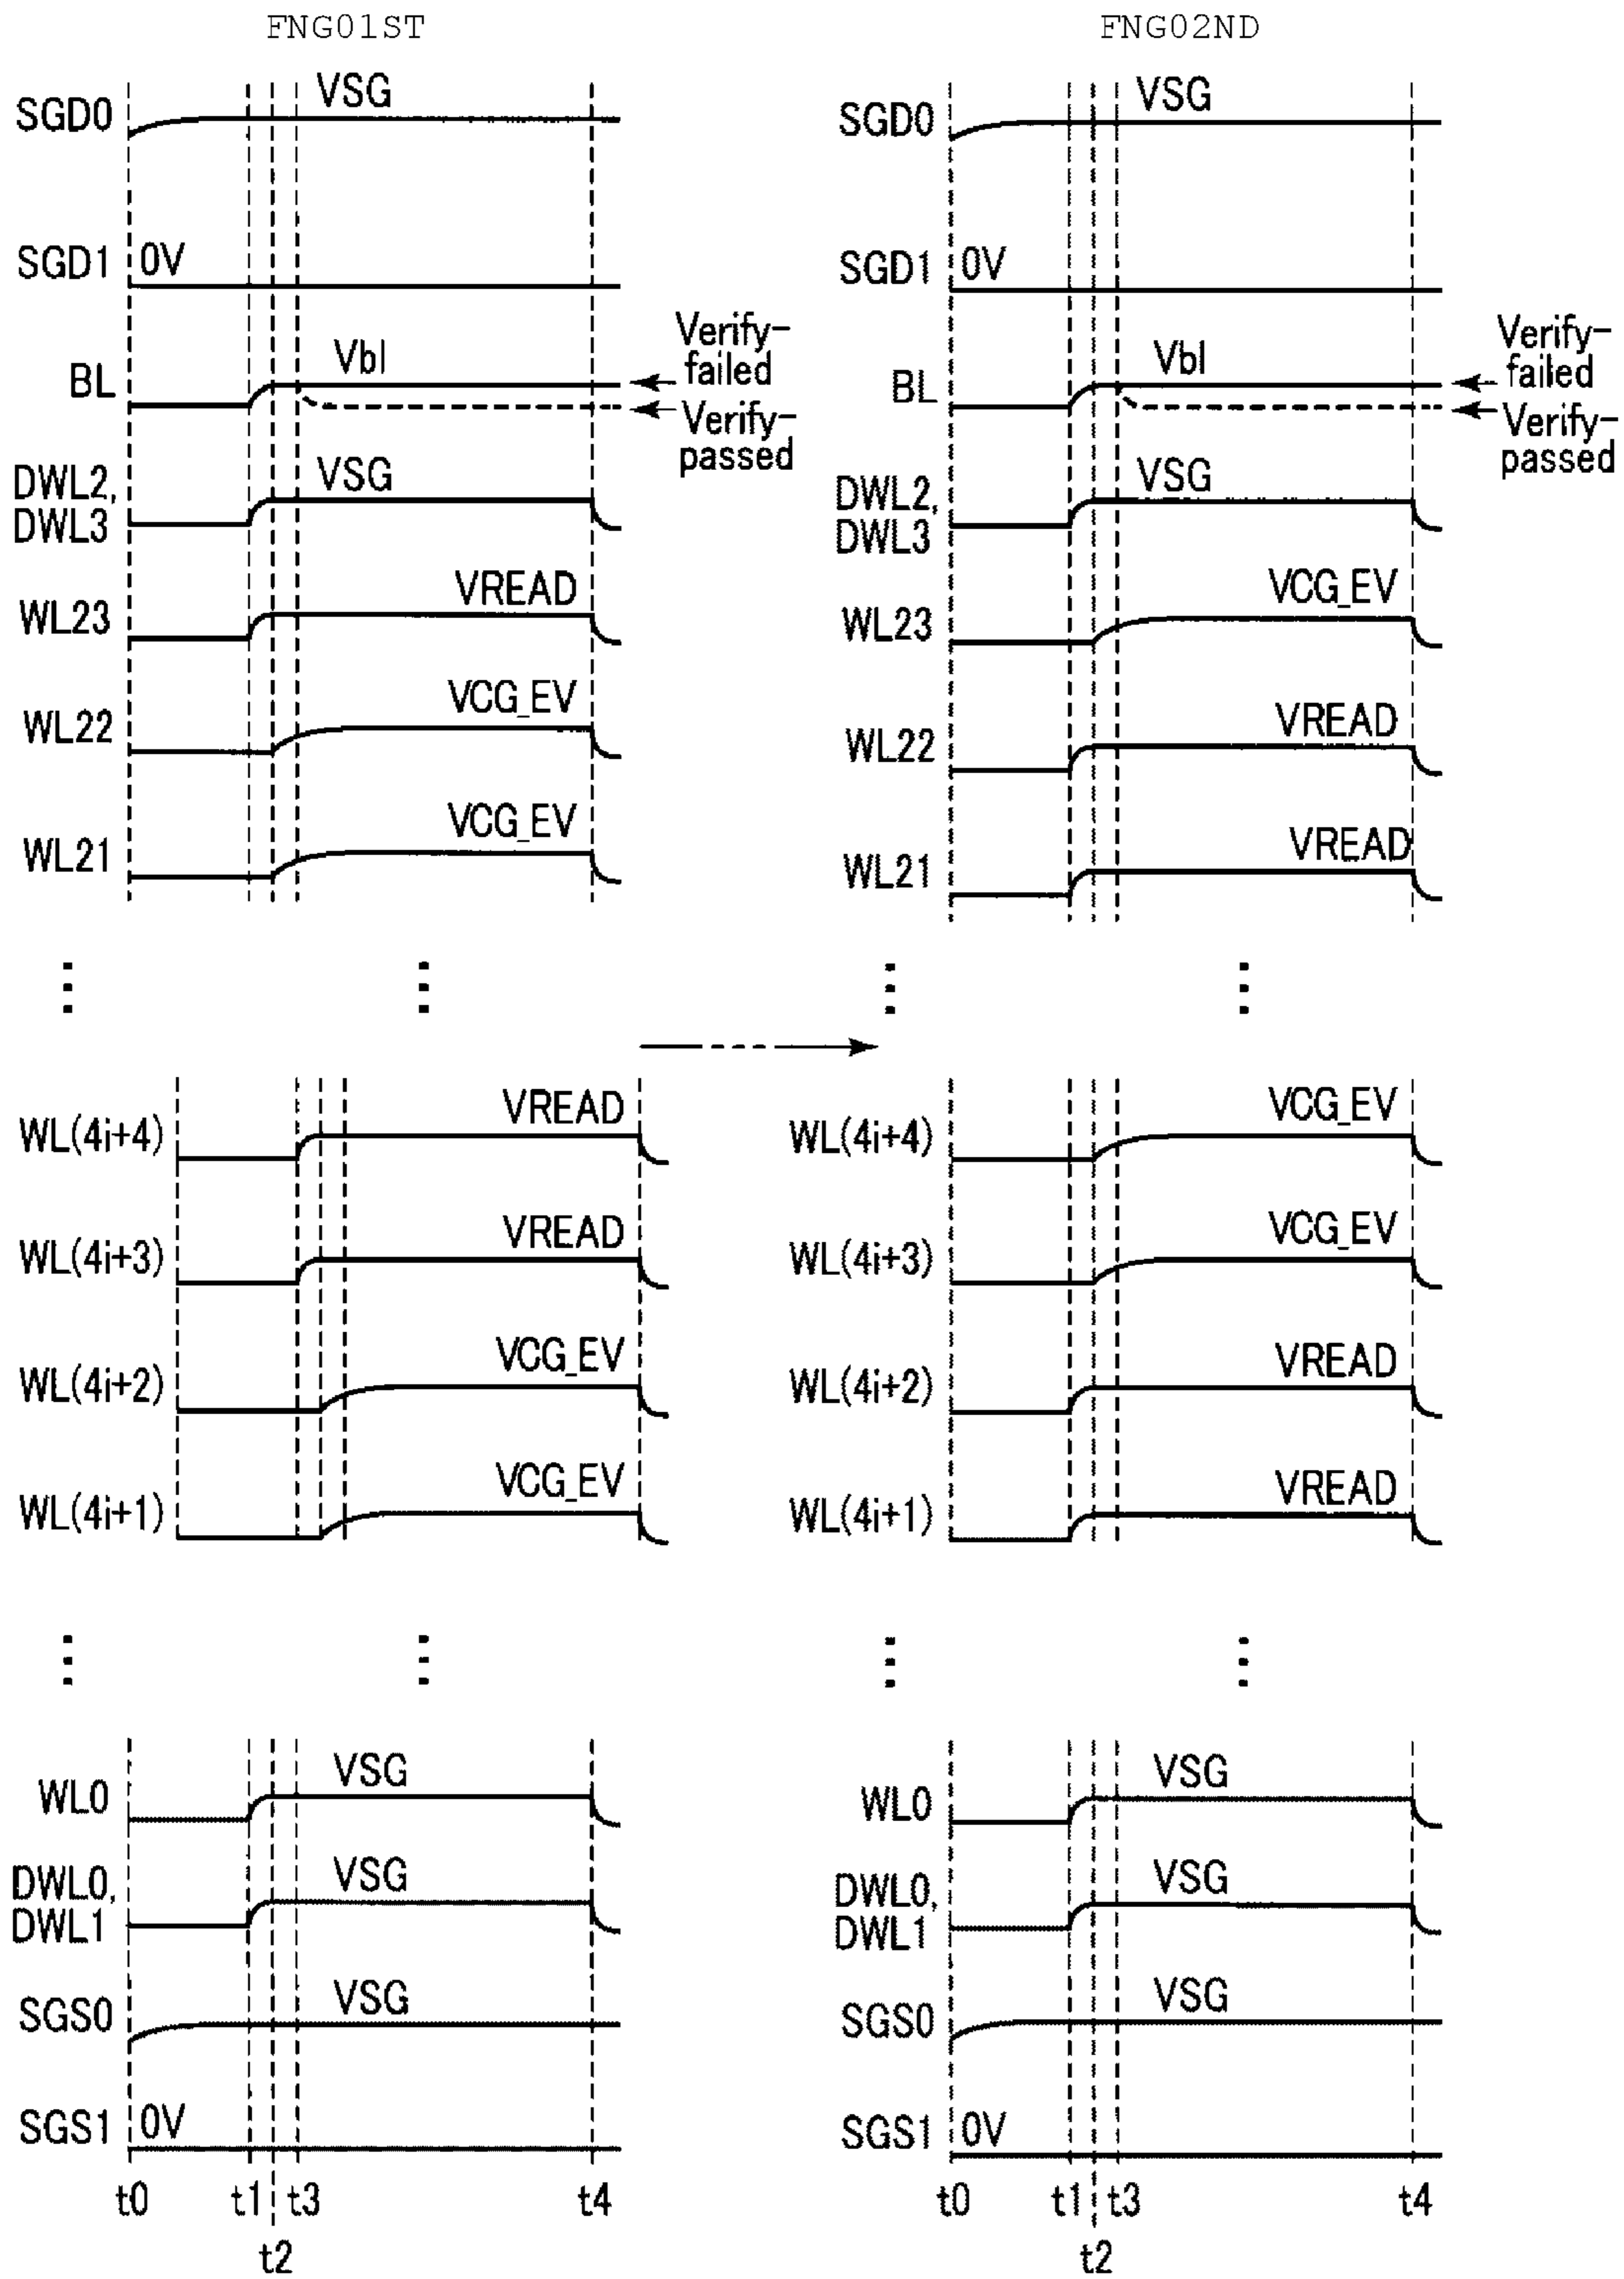 FNG01ST
SGD0
VSG
SGD1
0V
BL
Vbl
Verify-
failed
Verify-
passed
DWL2,
DWL3
VSG
WL23
VREAD
WL22
VCG_EV
WL21
VCG_EV
WL(4i+4)
VREAD
WL(4i+3)
VREAD
WL(4i+2)
VCG_EV
WL(4i+1)
VCG_EV
WL0
VSG
DWL0,
DWL1
VSG
SGS0
VSG
SGS1
0V
t0
t1
t3
t4
t2
FNG02ND
SGD0
VSG
SGD1
0V
BL
Vbl
Verify-
failed
Verify-
passed
DWL2,
DWL3
VSG
WL23
VCG_EV
WL22
VREAD
WL21
VREAD
WL(4i+4)
VCG_EV
WL(4i+3)
VCG_EV
WL(4i+2)
VREAD
WL(4i+1)
VREAD
WL0
VSG
DWL0,
DWL1
VSG
SGS0
VSG
SGS1
0V
t0
t1
t3
t4
t2